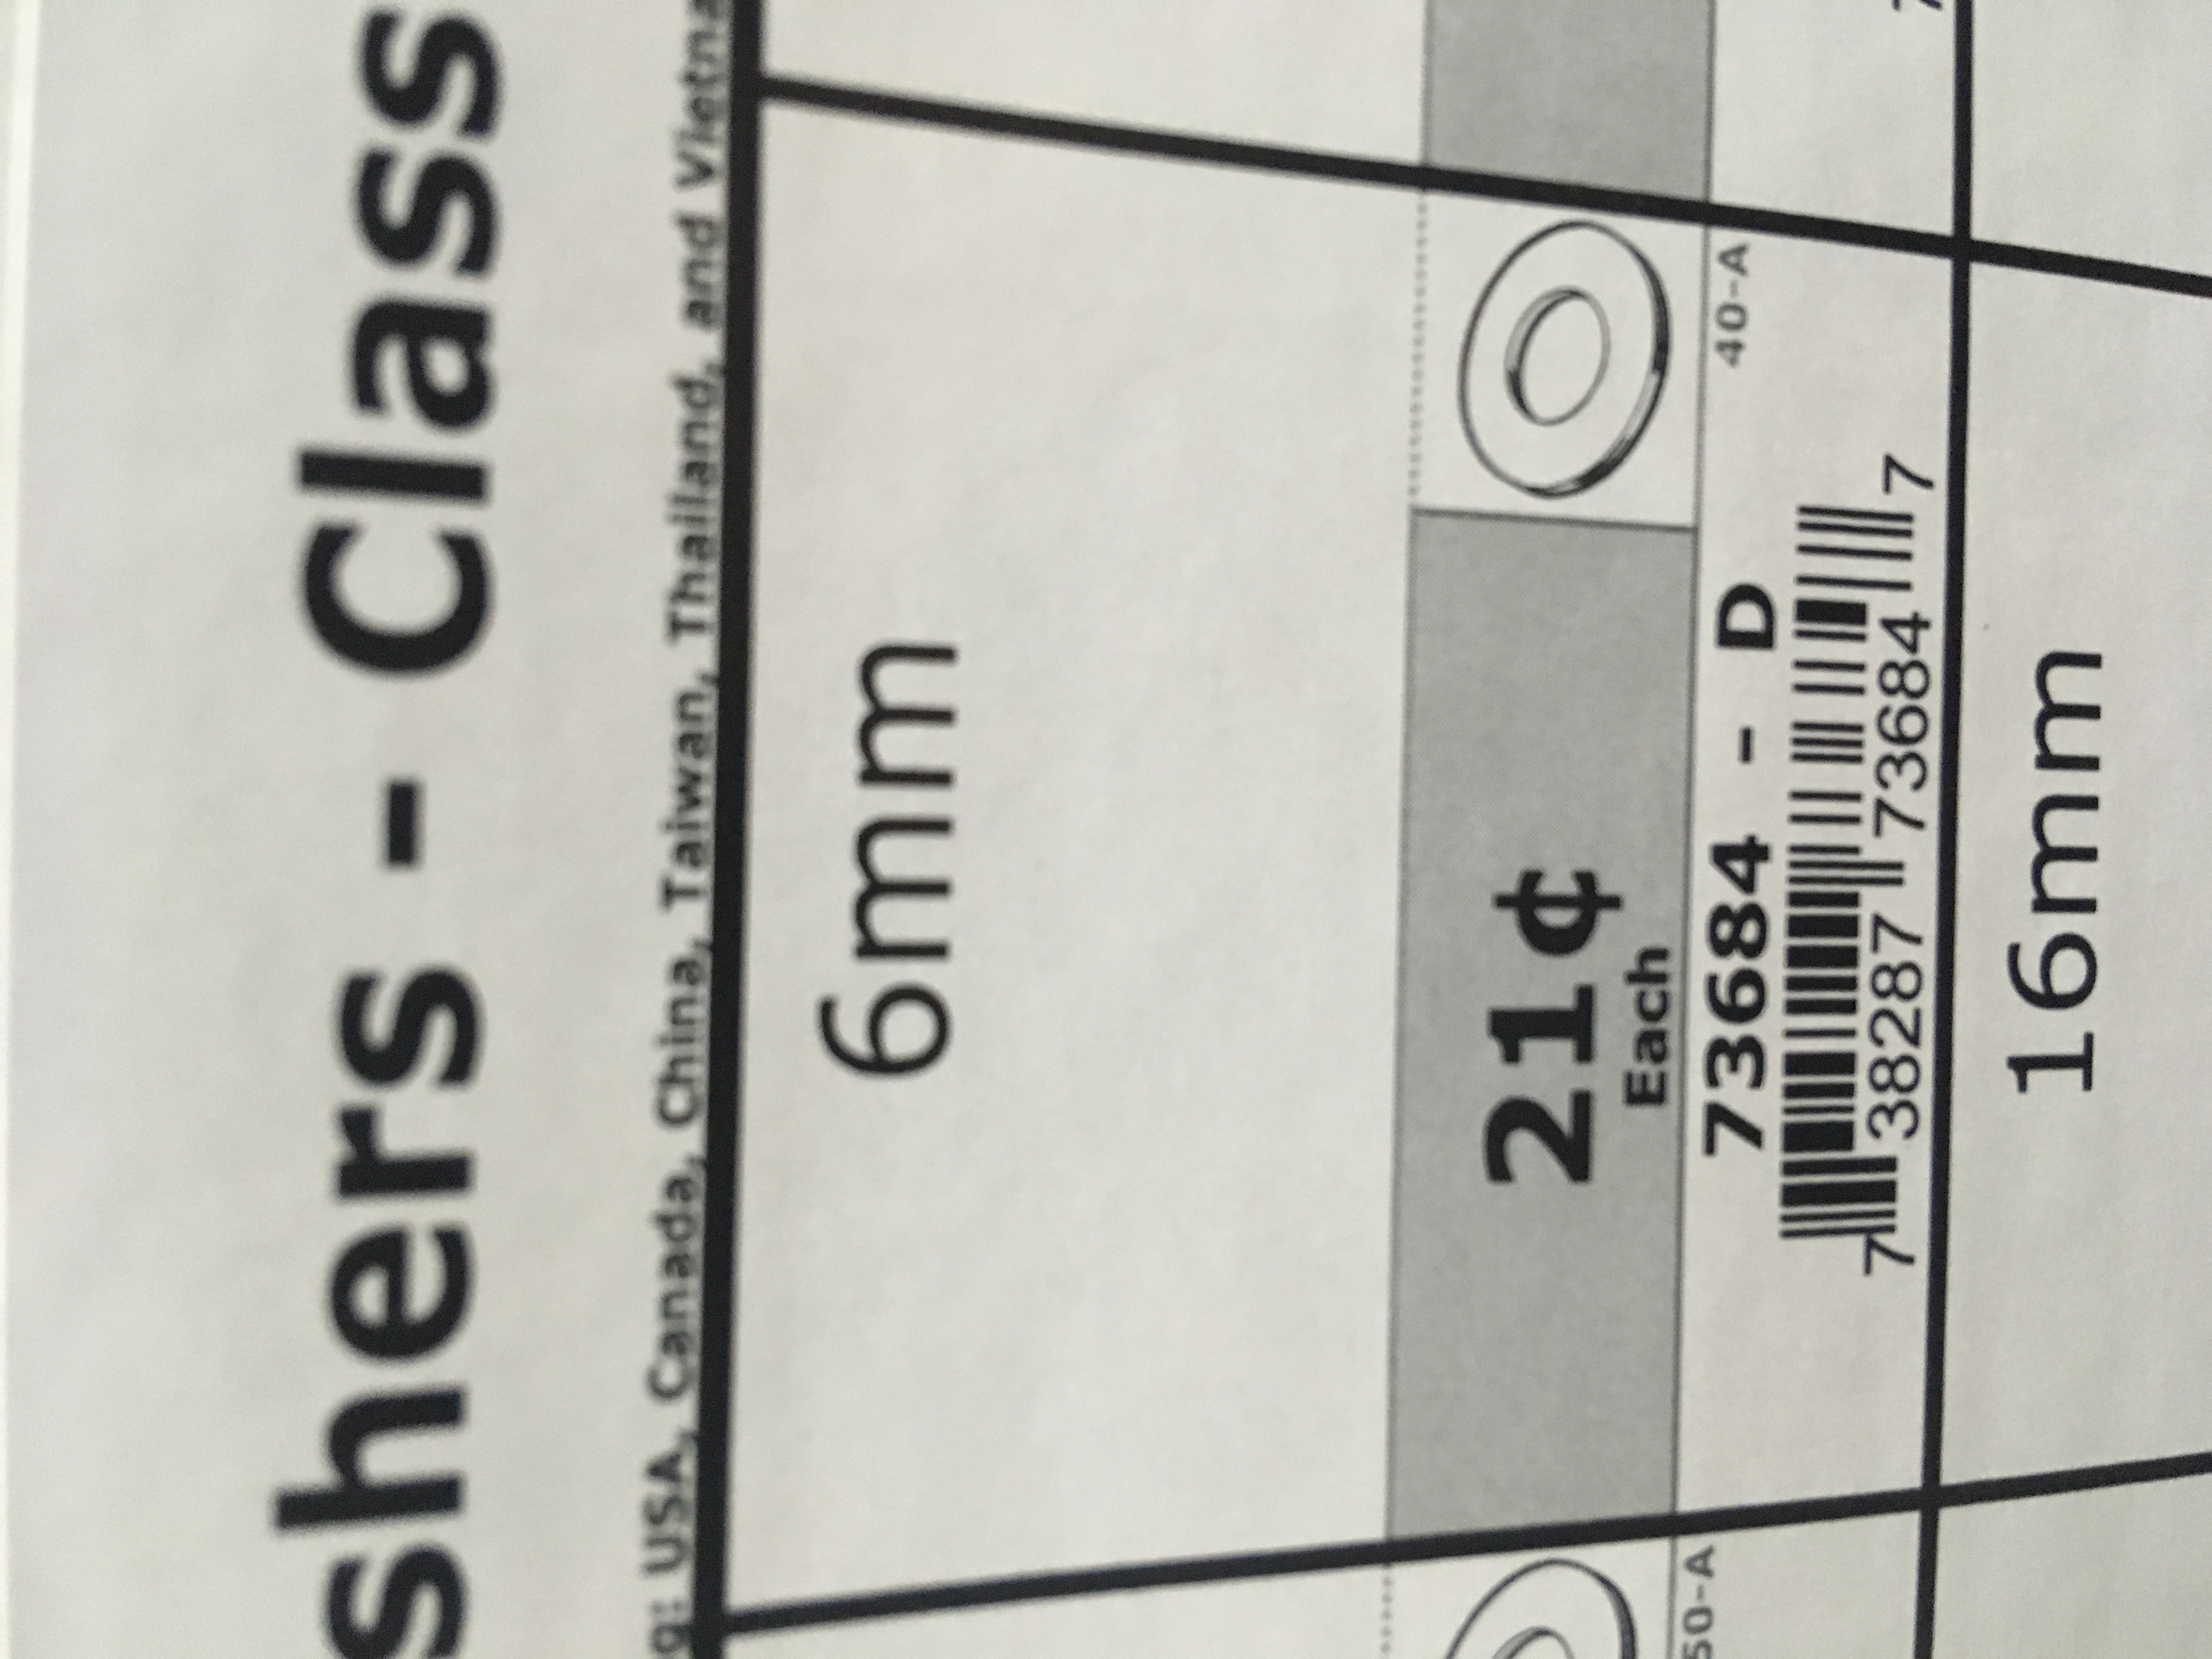 shers - Class
g: USA, Canada, China, Taiwan, Thailand, and Vietna
6mm
21¢
Each
40-A
73684 - D
7 38287 73684 7
50-A
16mm